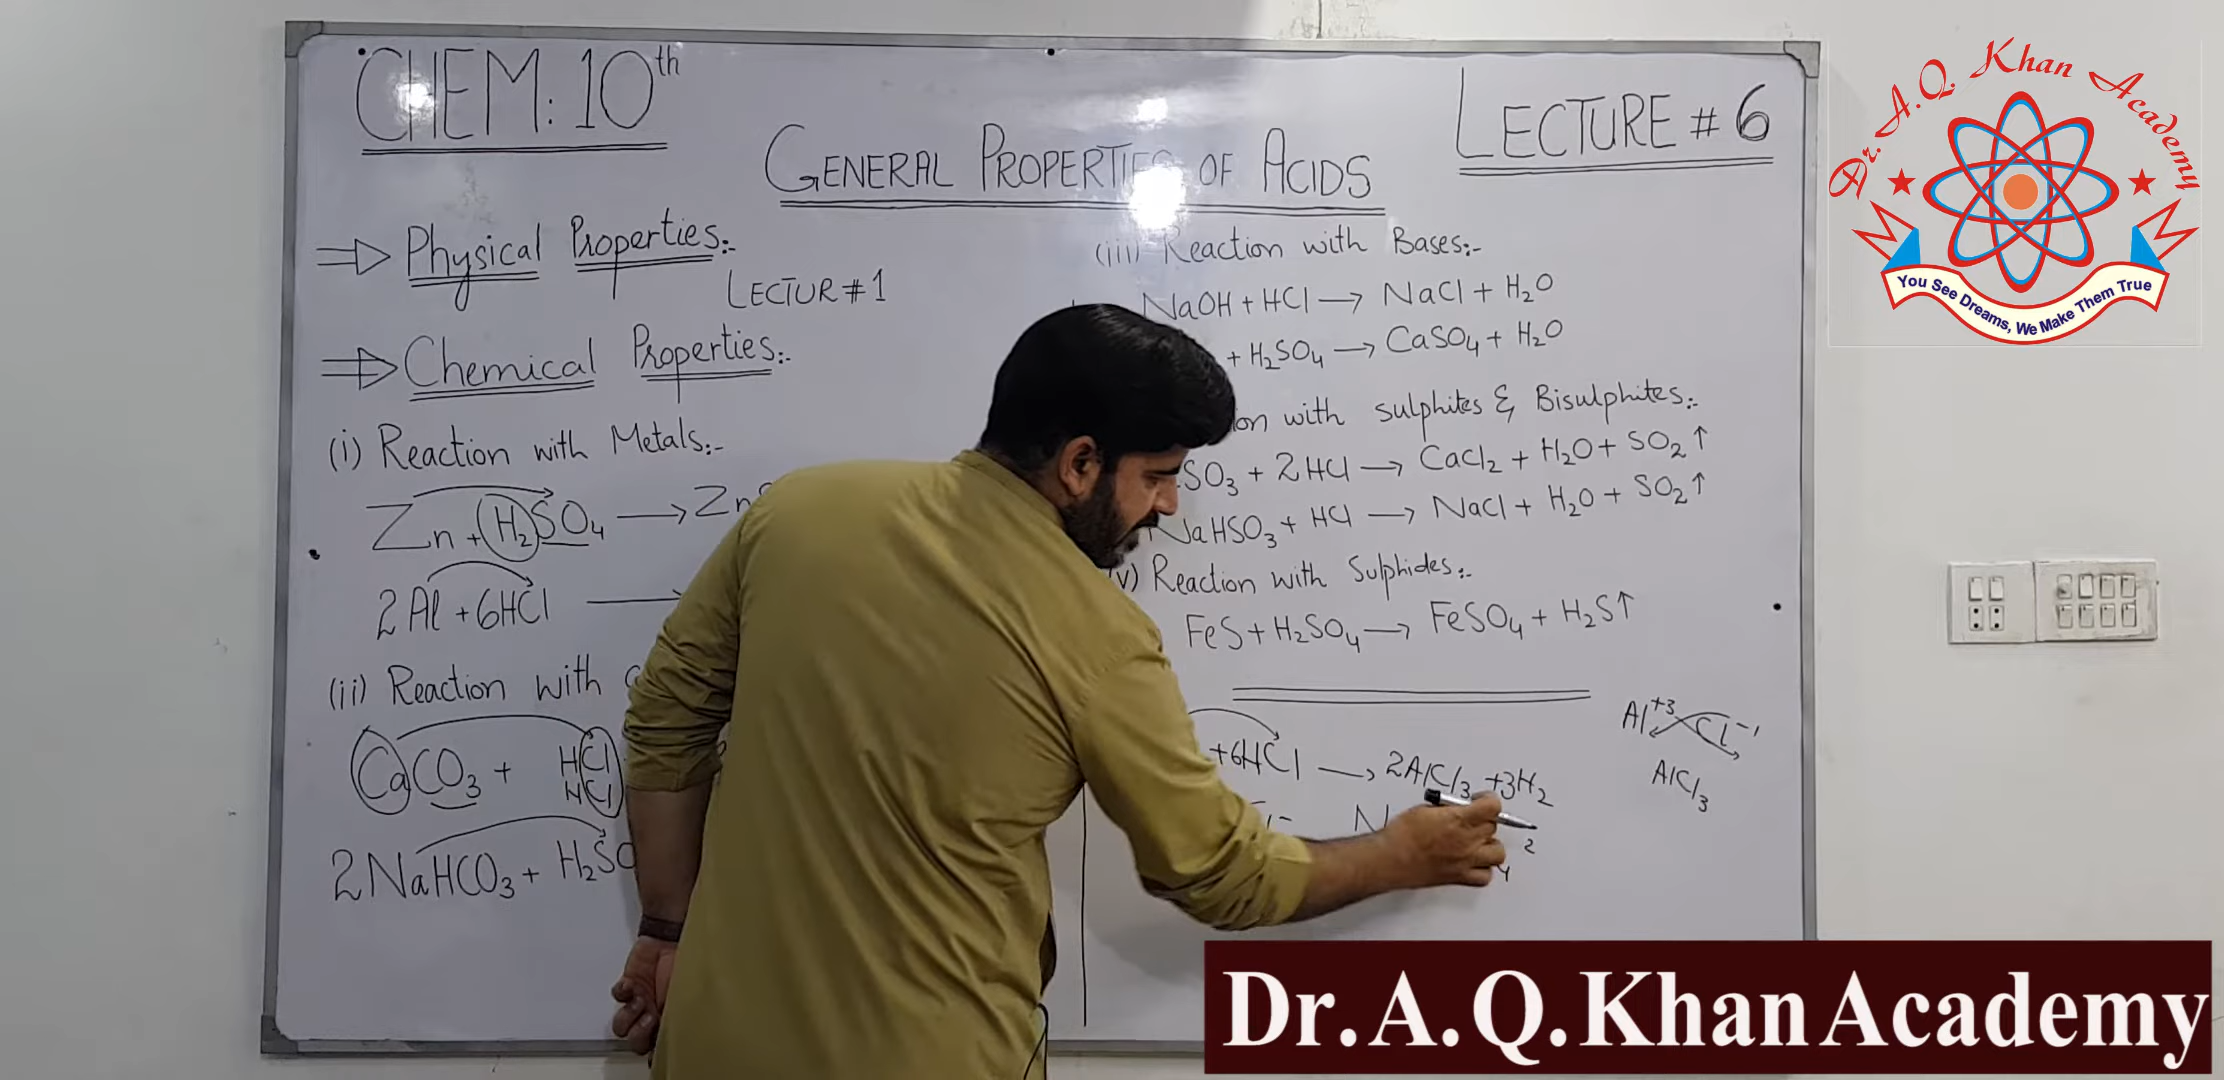 CHEM: 10th
LECTURE # 6
GENERAL PROPERTIES OF ACIDS
⇒ Physical Properties:-
LECTUR # 1
⇒ Chemical Properties:-
(i) Reaction with Metals:-
Zn + H₂SO₄ ⟶ Zn
2Al + 6HCl ⟶
(ii) Reaction with
CaCO₃ + HCl
HCl
2NaHCO₃ + H₂SO
(iii) Reaction with Bases:-
NaOH + HCl ⟶ NaCl + H₂O
+ H₂SO₄ ⟶ CaSO₄ + H₂O
with Sulphites & Bisulphites:-
SO₃ + 2HCl ⟶ CaCl₂ + H₂O + SO₂↑
NaHSO₃ + HCl ⟶ NaCl + H₂O + SO₂↑
(v) Reaction with Sulphides:-
FeS + H₂SO₄ ⟶ FeSO₄ + H₂S↑
+6HCl ⟶ 2AlCl₃ + 3H₂
Al⁺³ Cl⁻¹
AlCl₃
Dr. A.Q. Khan Academy
You See Dreams, We Make Them True
Dr. A. Q. Khan Academy